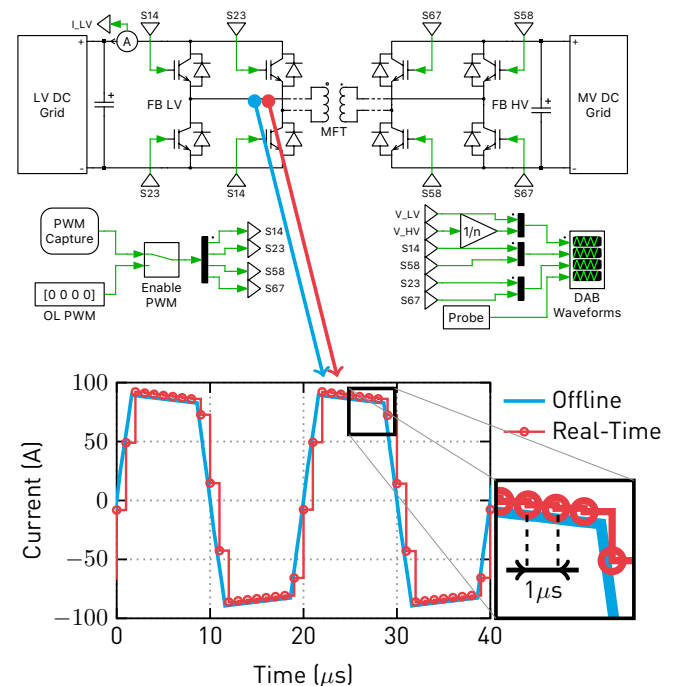 S14 S23 S67 S58
I_LV
A
+ + + +
LV DC
Grid
FB LV
MFT
FB HV
MV DC
Grid
- -
S23 S14 S58 S67
PWM
Capture
Enable
PWM
[0 0 0 0]
OL PWM
S14
S23
S58
S67
V_LV
V_HV
1/n
S14
S58
S23
S67
Probe
DAB
Waveforms
100
50
0
−50
−100
Current (A)
0 10 20 30 40
Time (μs)
Offline
Real-Time
1μs